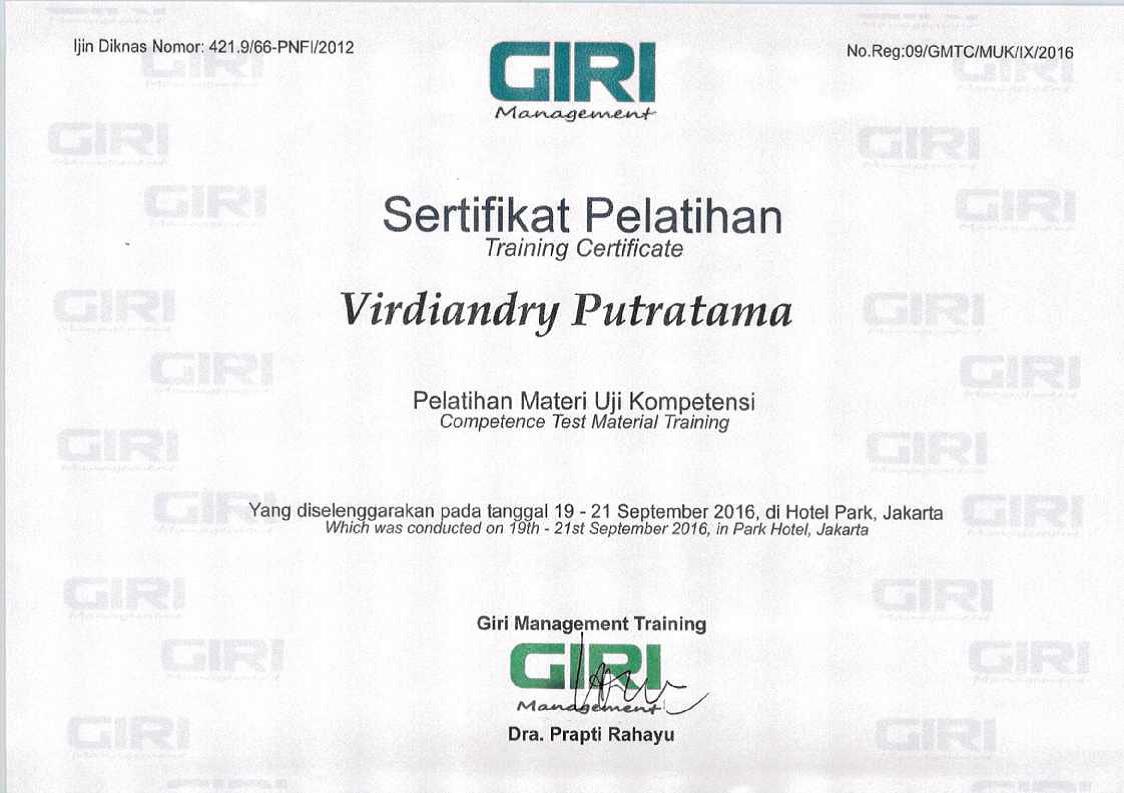 Ijin Diknas Nomor: 421.9/66-PNFI/2012
No.Reg:09/GMTC/MUK/IX/2016
GIRI
Management
Sertifikat Pelatihan
Training Certificate
Virdiandry Putratama
Pelatihan Materi Uji Kompetensi
Competence Test Material Training
Yang diselenggarakan pada tanggal 19 - 21 September 2016, di Hotel Park, Jakarta
Which was conducted on 19th - 21st September 2016, in Park Hotel, Jakarta
Giri Management Training
GIRI
Management
Dra. Prapti Rahayu